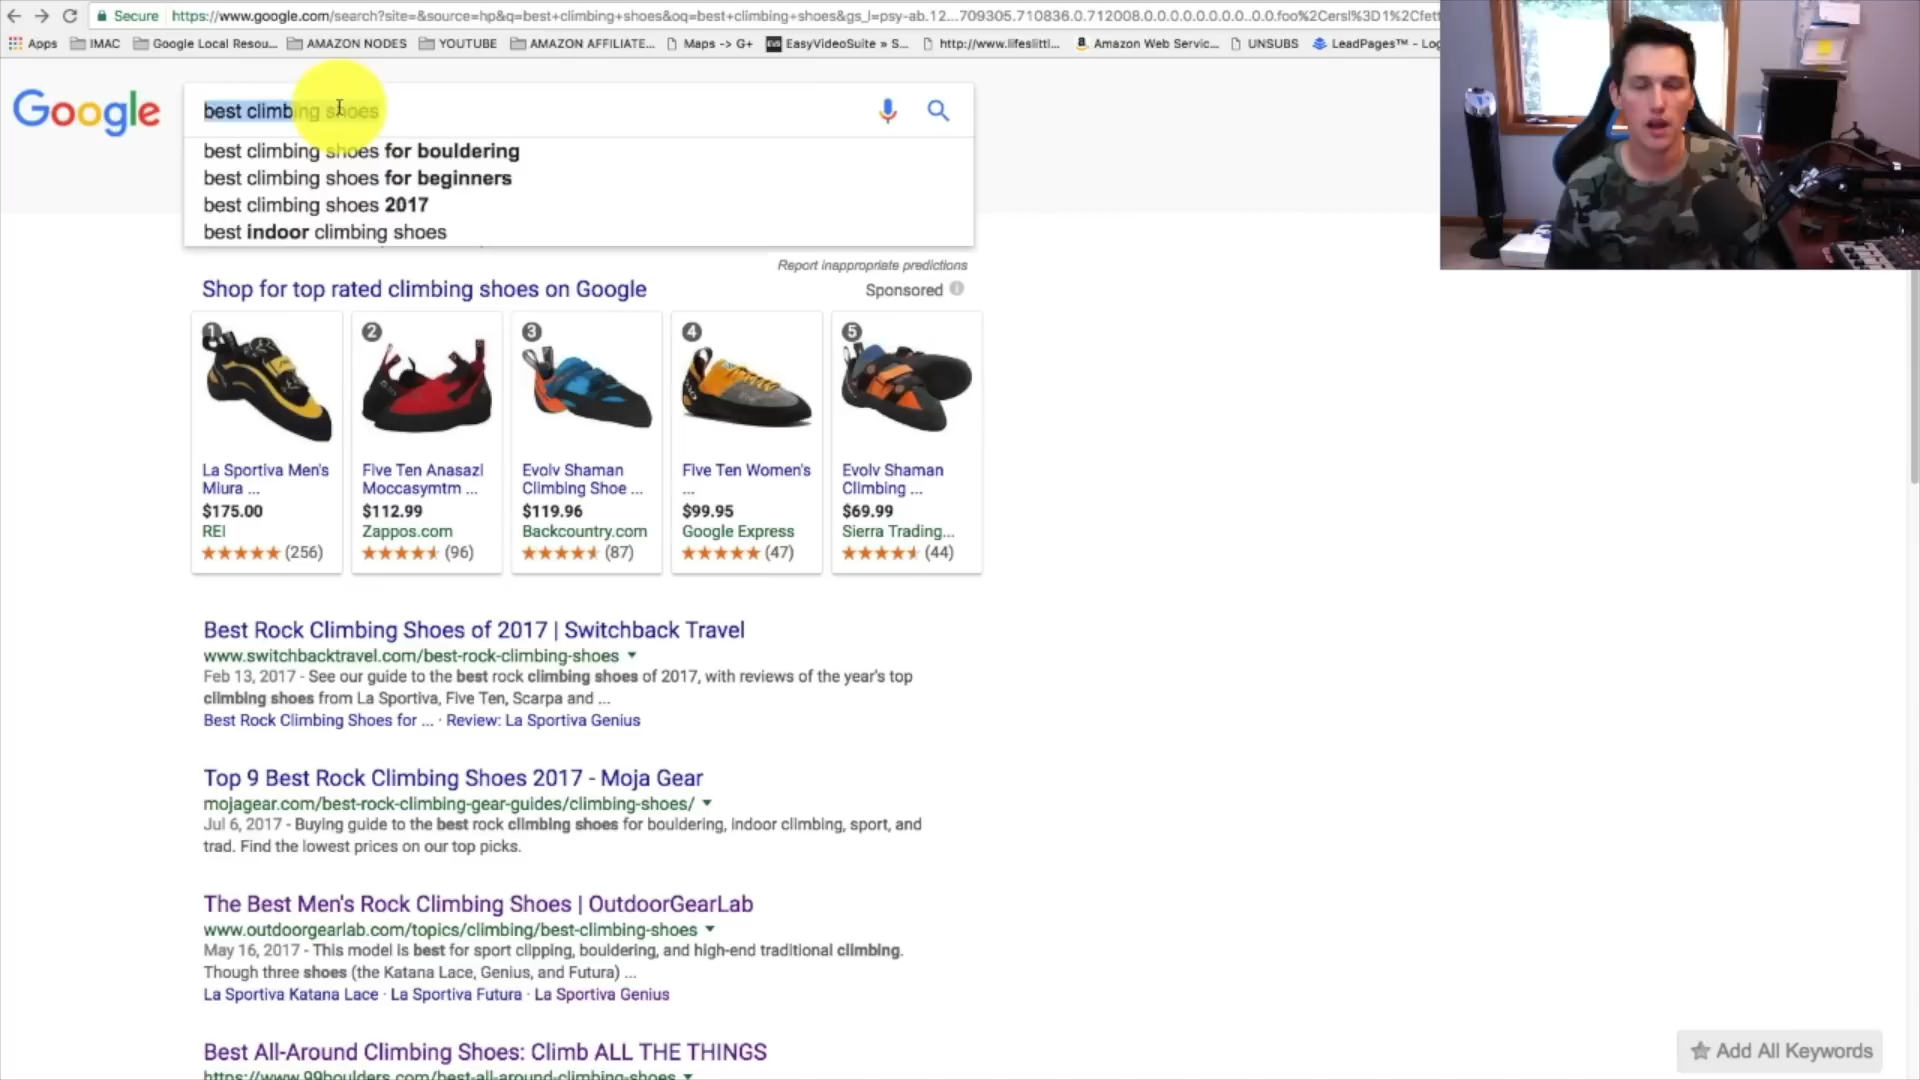 Secure https://www.google.com/search?site=&source=hp&q=best+climbing+shoes&oq=best+climbing+shoes&gs_l=psy-ab.12...709305.710836.0.712008.0.0.0.0.0.0.0.0..0.0.foo%2Cersl%3D1%2Cfett
Apps IMAC Google Local Resou... AMAZON NODES YOUTUBE AMAZON AFFILIATE... Maps -> G+ EasyVideoSuite » S... http://www.lifeslittl... Amazon Web Servic... UNSUBS LeadPages™ - Log
Google
best climbing shoes
best climbing shoes for bouldering
best climbing shoes for beginners
best climbing shoes 2017
best indoor climbing shoes
Report inappropriate predictions
Shop for top rated climbing shoes on Google
Sponsored
1
2
3
4
5
La Sportiva Men's
Miura ...
$175.00
REI
(256)
Five Ten Anasazi
Moccasymtm ...
$112.99
Zappos.com
(96)
Evolv Shaman
Climbing Shoe ...
$119.96
Backcountry.com
(87)
Five Ten Women's
...
$99.95
Google Express
(47)
Evolv Shaman
Climbing ...
$69.99
Sierra Trading...
(44)
Best Rock Climbing Shoes of 2017 | Switchback Travel
www.switchbacktravel.com/best-rock-climbing-shoes
Feb 13, 2017 - See our guide to the best rock climbing shoes of 2017, with reviews of the year's top
climbing shoes from La Sportiva, Five Ten, Scarpa and ...
Best Rock Climbing Shoes for ... · Review: La Sportiva Genius
Top 9 Best Rock Climbing Shoes 2017 - Moja Gear
mojagear.com/best-rock-climbing-gear-guides/climbing-shoes/
Jul 6, 2017 - Buying guide to the best rock climbing shoes for bouldering, indoor climbing, sport, and
trad. Find the lowest prices on our top picks.
The Best Men's Rock Climbing Shoes | OutdoorGearLab
www.outdoorgearlab.com/topics/climbing/best-climbing-shoes
May 16, 2017 - This model is best for sport clipping, bouldering, and high-end traditional climbing.
Though three shoes (the Katana Lace, Genius, and Futura) ...
La Sportiva Katana Lace · La Sportiva Futura · La Sportiva Genius
Best All-Around Climbing Shoes: Climb ALL THE THINGS
https://www.99boulders.com/best-all-around-climbing-shoes
Add All Keywords